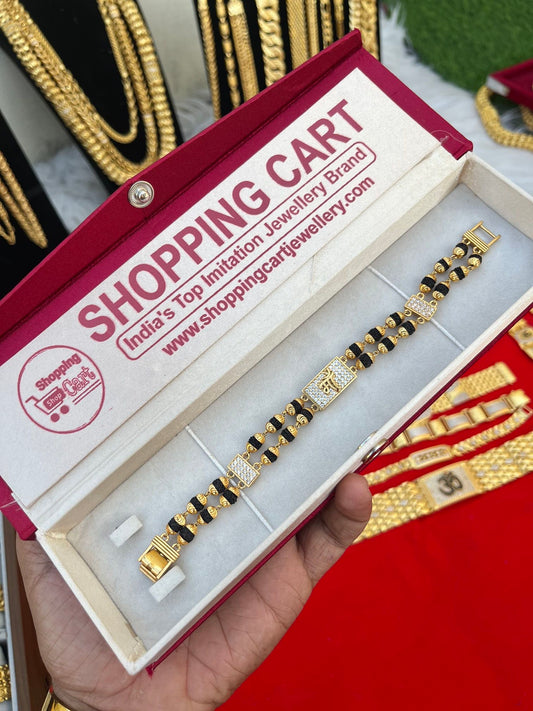 SHOPPING CART
India's Top Imitation Jewellery Brand
www.shoppingcartjewellery.com
Shopping
Shop
Cart
माँ
ॐ